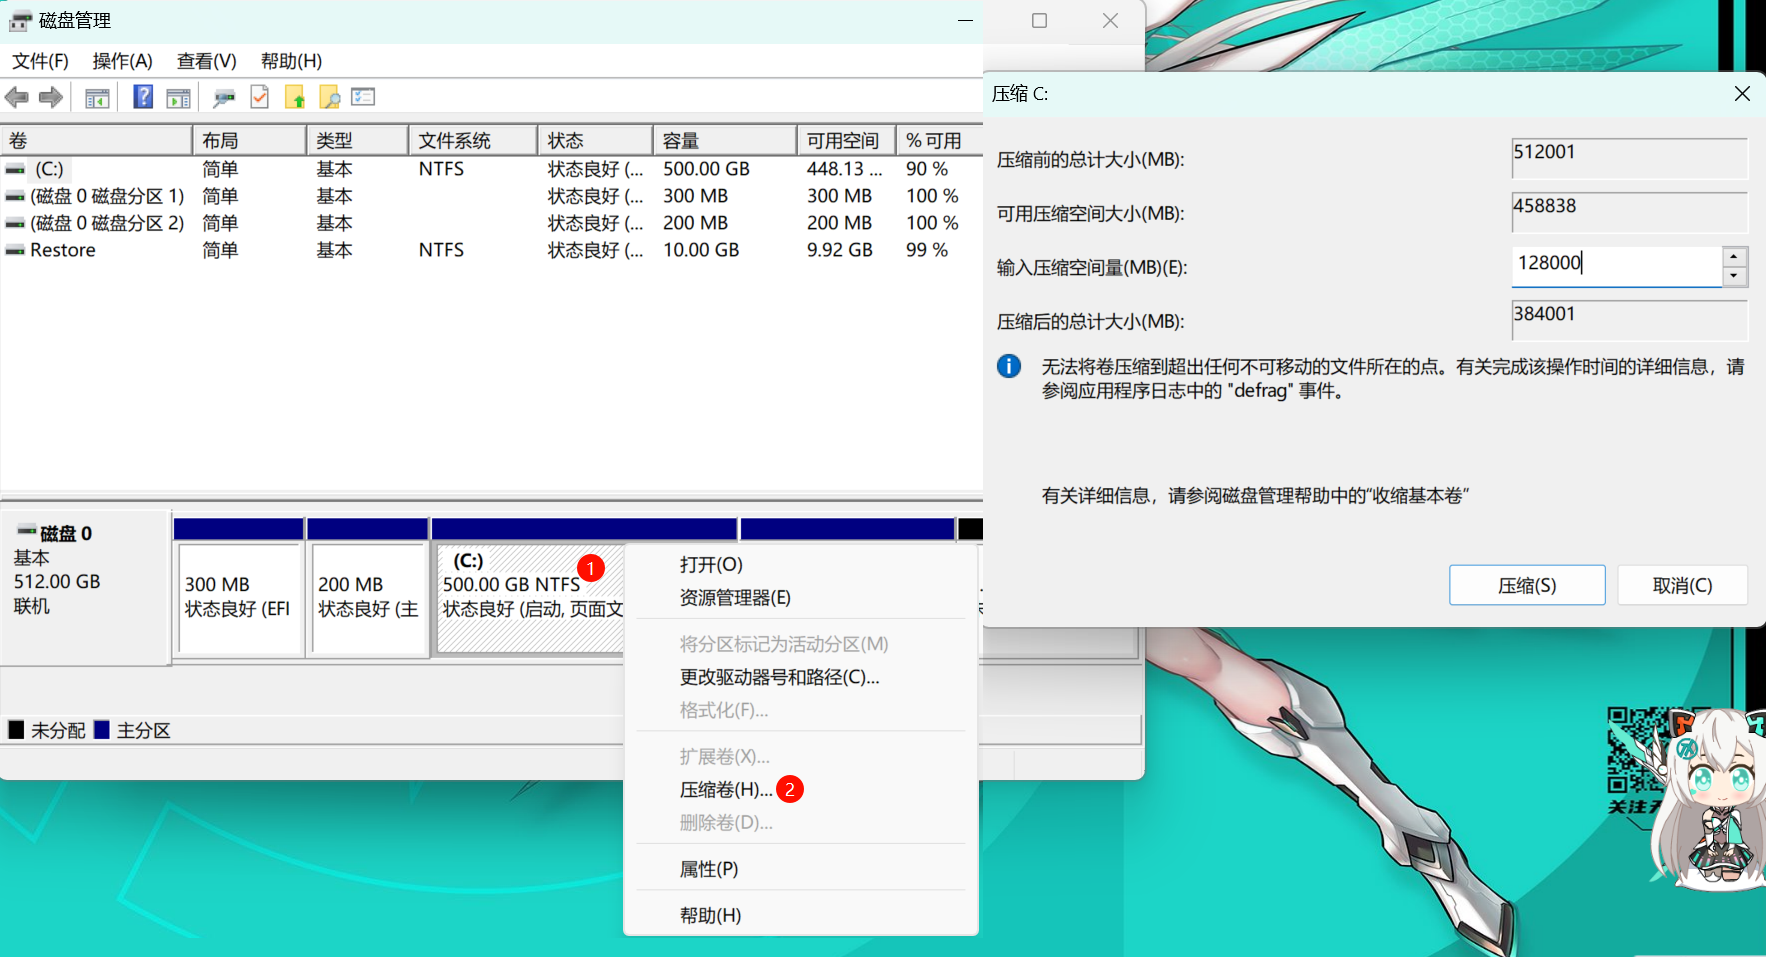 磁盘管理
文件(F) 操作(A) 查看(V) 帮助(H)
卷 布局 类型 文件系统 状态 容量 可用空间 % 可用
(C:) 简单 基本 NTFS 状态良好 (... 500.00 GB 448.13 ... 90 %
(磁盘 0 磁盘分区 1) 简单 基本 状态良好 (... 300 MB 300 MB 100 %
(磁盘 0 磁盘分区 2) 简单 基本 状态良好 (... 200 MB 200 MB 100 %
Restore 简单 基本 NTFS 状态良好 (... 10.00 GB 9.92 GB 99 %
磁盘 0
基本
512.00 GB
联机
300 MB
状态良好 (EFI
200 MB
状态良好 (主
(C:)
500.00 GB NTFS
状态良好 (启动, 页面文
1
打开(O)
资源管理器(E)
将分区标记为活动分区(M)
更改驱动器号和路径(C)...
格式化(F)...
扩展卷(X)...
压缩卷(H)... 2
删除卷(D)...
属性(P)
帮助(H)
未分配 主分区
压缩 C:
压缩前的总计大小(MB): 512001
可用压缩空间大小(MB): 458838
输入压缩空间量(MB)(E): 128000
压缩后的总计大小(MB): 384001
无法将卷压缩到超出任何不可移动的文件所在的点。有关完成该操作时间的详细信息，请
参阅应用程序日志中的 "defrag" 事件。
有关详细信息，请参阅磁盘管理帮助中的“收缩基本卷”
压缩(S) 取消(C)
关注